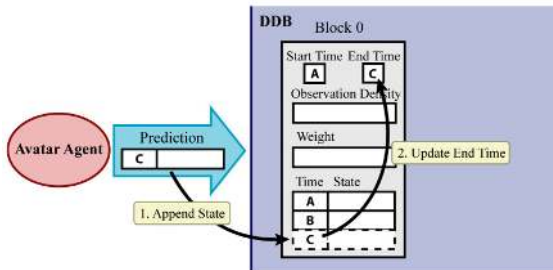 DDB
Block 0
Start Time End Time
A C
Observation Density
Avatar Agent
Prediction
C
Weight
2. Update End Time
Time State
A
1. Append State
B
C